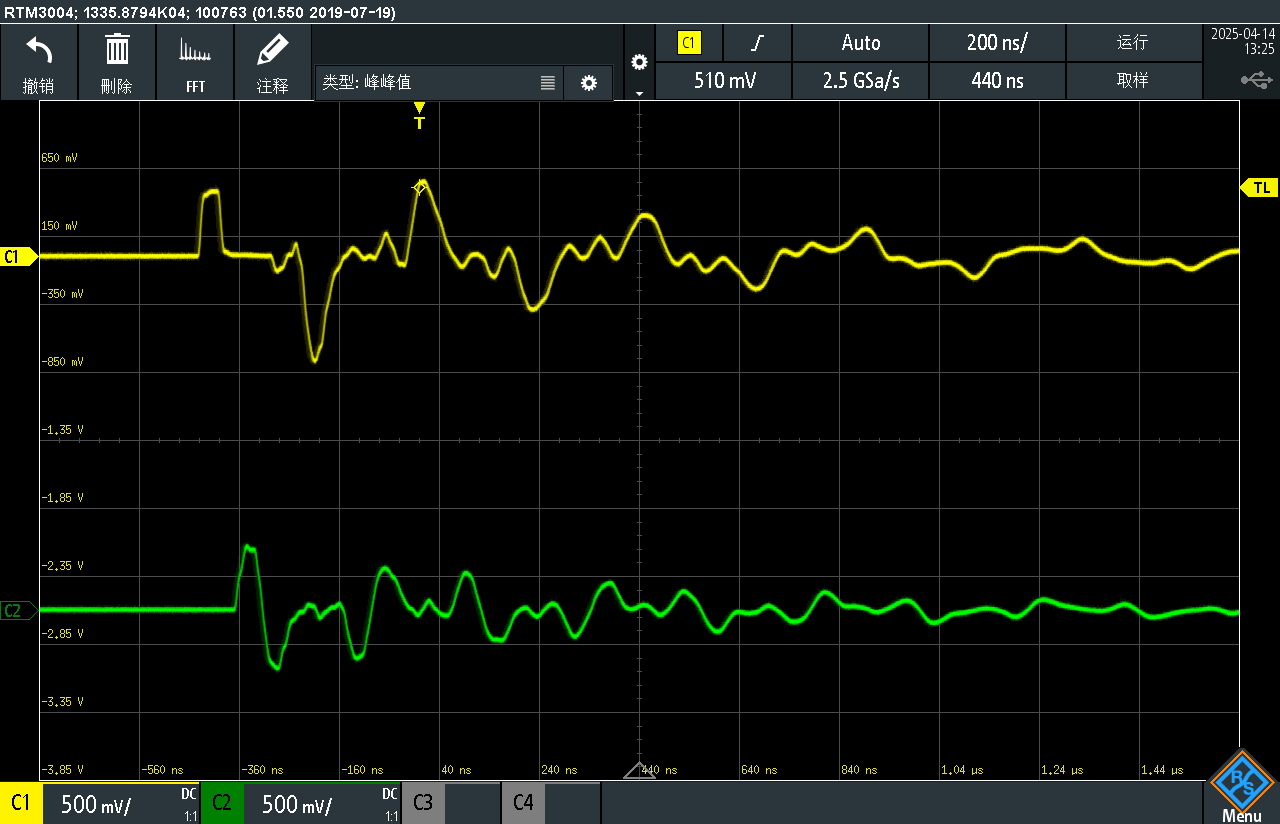 RTM3004; 1335.8794K04; 100763 (01.550 2019-07-19)
撤销
刪除
FFT
注释
类型: 峰峰值
C1
Auto
200 ns/
运行
510 mV
2.5 GSa/s
440 ns
取样
2025-04-14
13:25
T
650 mV
TL
150 mV
C1
-350 mV
-850 mV
-1.35 V
-1.85 V
-2.35 V
C2
-2.85 V
-3.35 V
-3.85 V
-560 ns
-360 ns
-160 ns
40 ns
240 ns
440 ns
640 ns
840 ns
1.04 µs
1.24 µs
1.44 µs
C1
500 mV/
DC
1:1
C2
500 mV/
DC
1:1
C3
C4
R S
Menu